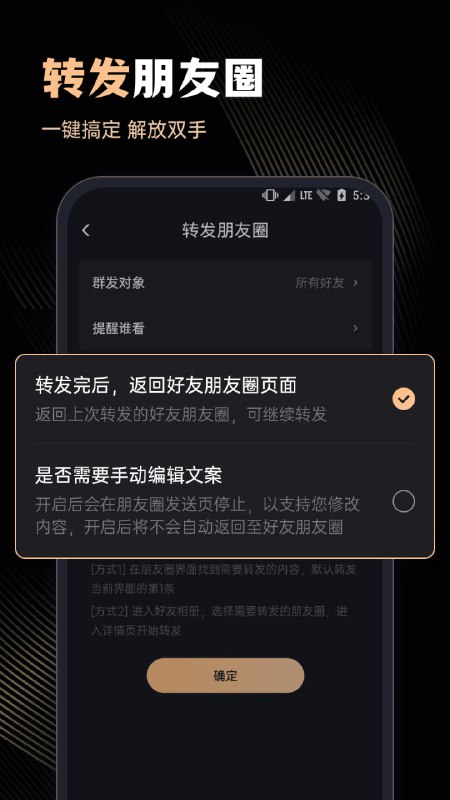 转发朋友圈
一键搞定 解放双手
LTE 5:3
转发朋友圈
群发对象 所有好友
提醒谁看
转发完后，返回好友朋友圈页面
返回上次转发的好友朋友圈，可继续转发
是否需要手动编辑文案
开启后会在朋友圈发送页停止，以支持您修改
内容，开启后将不会自动返回至好友朋友圈
[方式1] 在朋友圈界面找到需要转发的内容，默认转发
当前界面的第1条
[方式2] 进入好友相册，选择需要转发的朋友圈，进
入详情页开始转发
确定